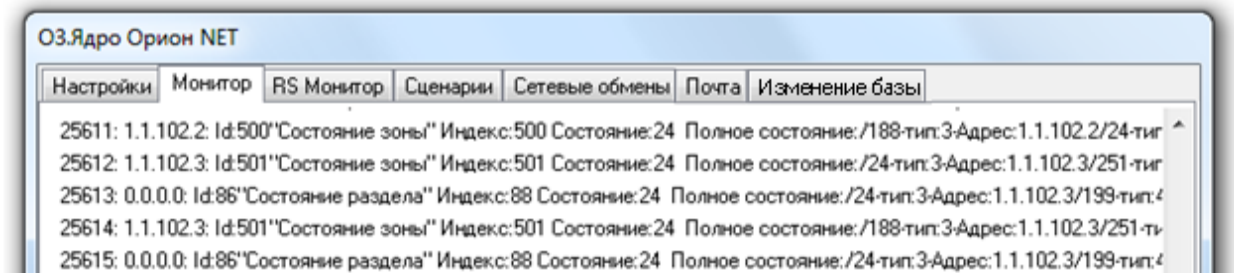 03.Ядро Орион NET
Настройки Монитор RS Монитор Сценарии Сетевые обмены Почта Изменение базы
25611: 1.1.102.2: Id:500"Состояние зоны" Индекс:500 Состояние:24 Полное состояние:/188-тип:3-Адрес:1.1.102.2/24-тип
25612: 1.1.102.3: Id:501"Состояние зоны" Индекс:501 Состояние:24 Полное состояние:/24-тип:3-Адрес:1.1.102.3/251-тип
25613: 0.0.0.0: Id:86"Состояние раздела" Индекс:88 Состояние:24 Полное состояние:/24-тип:3-Адрес:1.1.102.3/199-тип:4
25614: 1.1.102.3: Id:501"Состояние зоны" Индекс:501 Состояние:24 Полное состояние:/188-тип:3-Адрес:1.1.102.3/251-ти
25615: 0.0.0.0: Id:86"Состояние раздела" Индекс:88 Состояние:24 Полное состояние:/24-тип:3-Адрес:1.1.102.3/199-тип:4